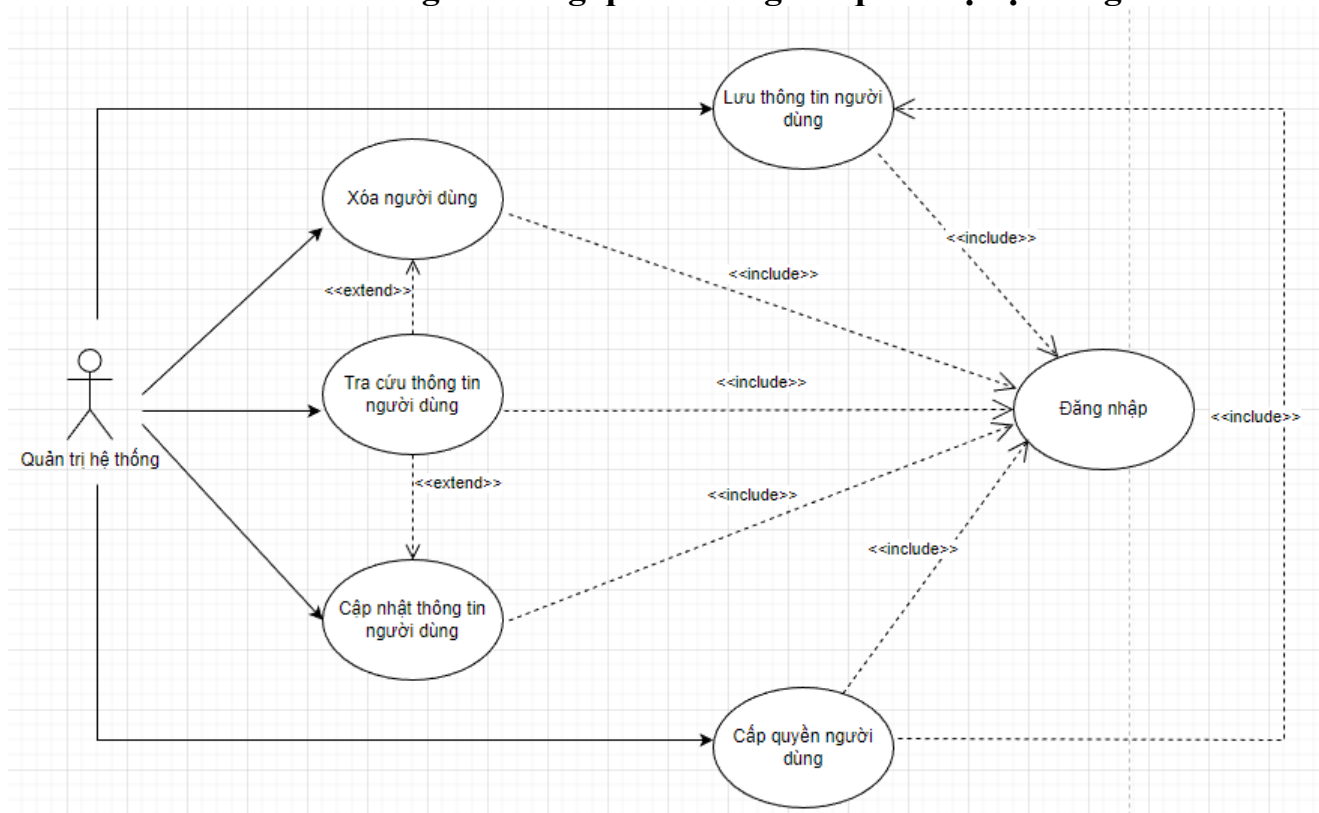 Lưu thông tin người
dùng
Xóa người dùng
<<include>>
<<include>>
<<extend>>
Tra cứu thông tin
người dùng
<<include>>
Đăng nhập
<<include>>
Quản trị hệ thống
<<extend>>
<<include>>
<<include>>
Cập nhật thông tin
người dùng
Cấp quyền người
dùng